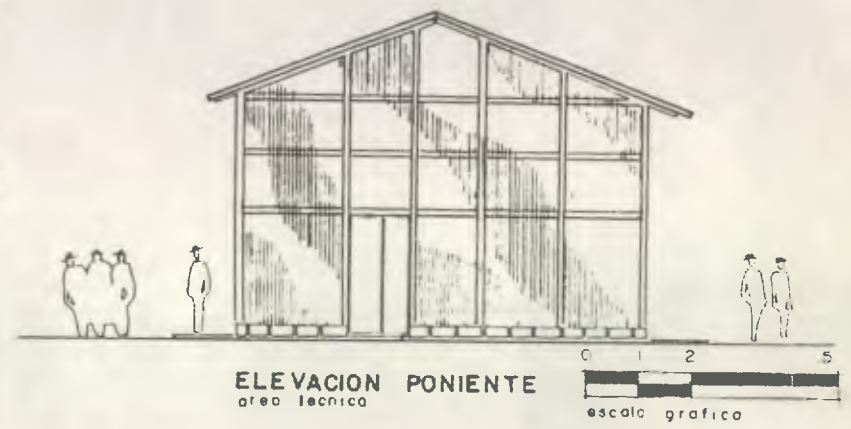 ELEVACION PONIENTE
area tecnica
0 1 2 5
escala grafica